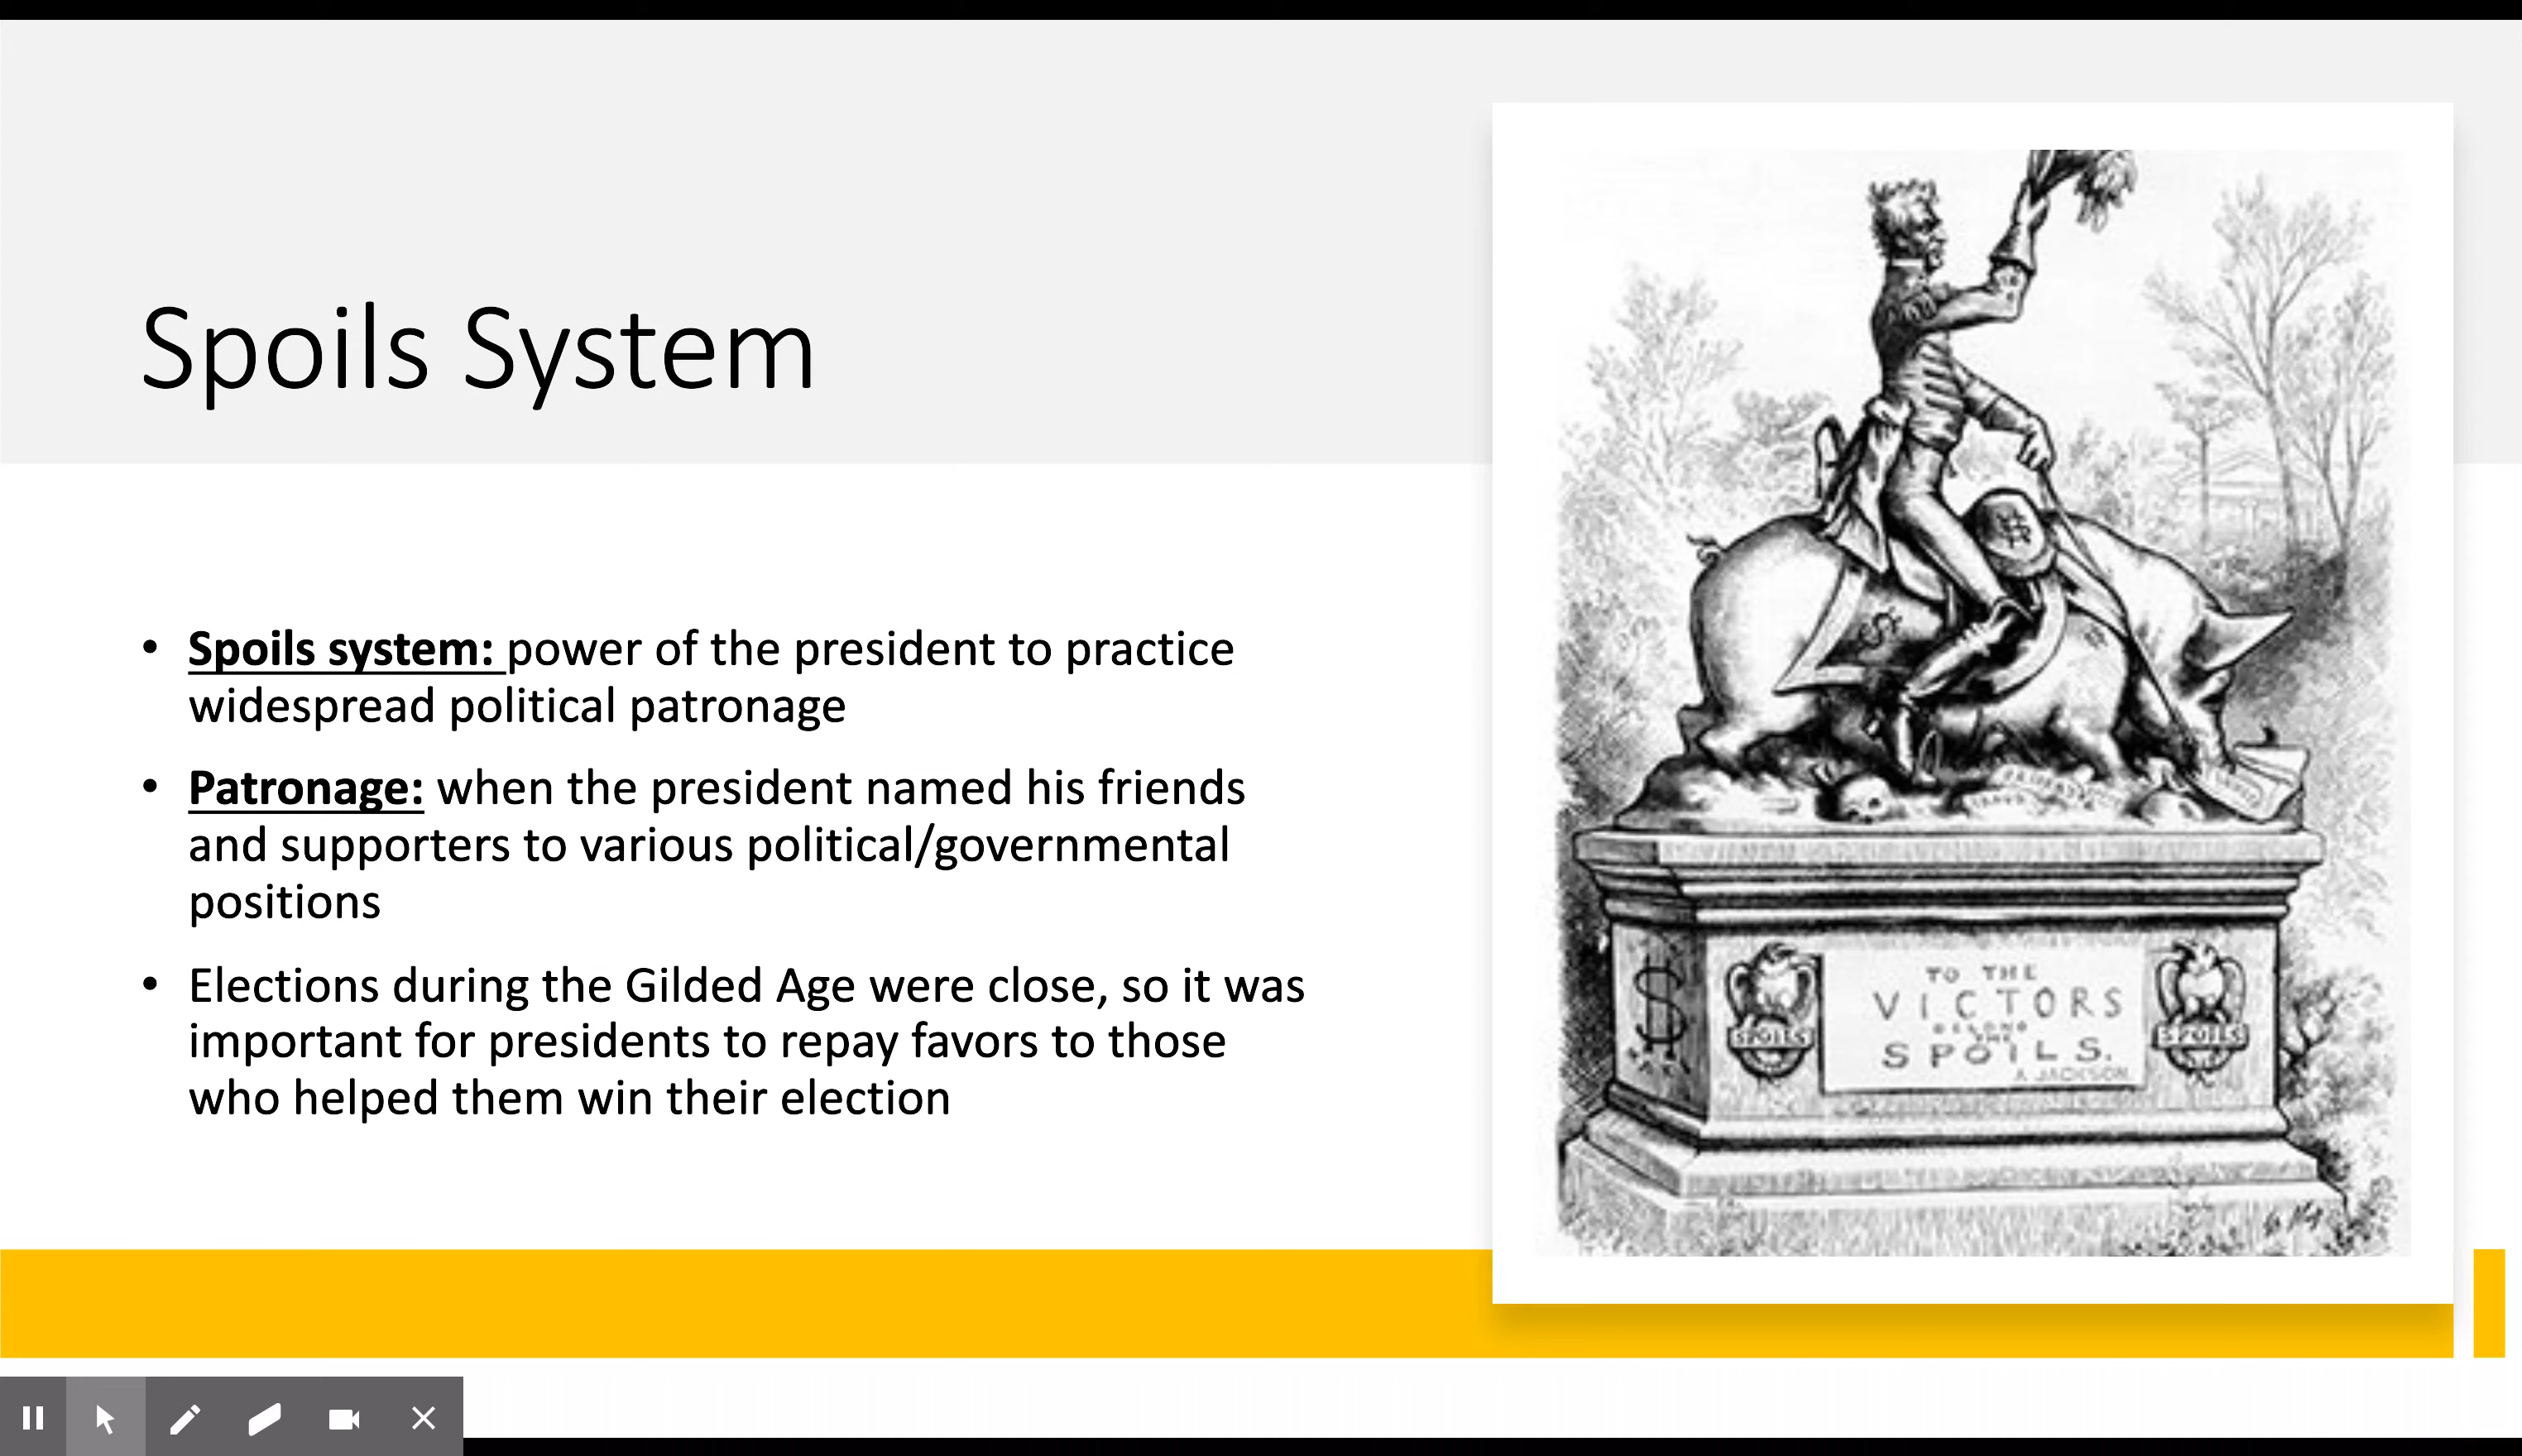 Spoils System
• Spoils system: power of the president to practice
widespread political patronage
• Patronage: when the president named his friends
and supporters to various political/governmental
positions
• Elections during the Gilded Age were close, so it was
important for presidents to repay favors to those
who helped them win their election
$
$
$
SPOILS
TO THE
VICTORS
BELONG
THE
SPOILS.
A. JACKSON.
SPOILS